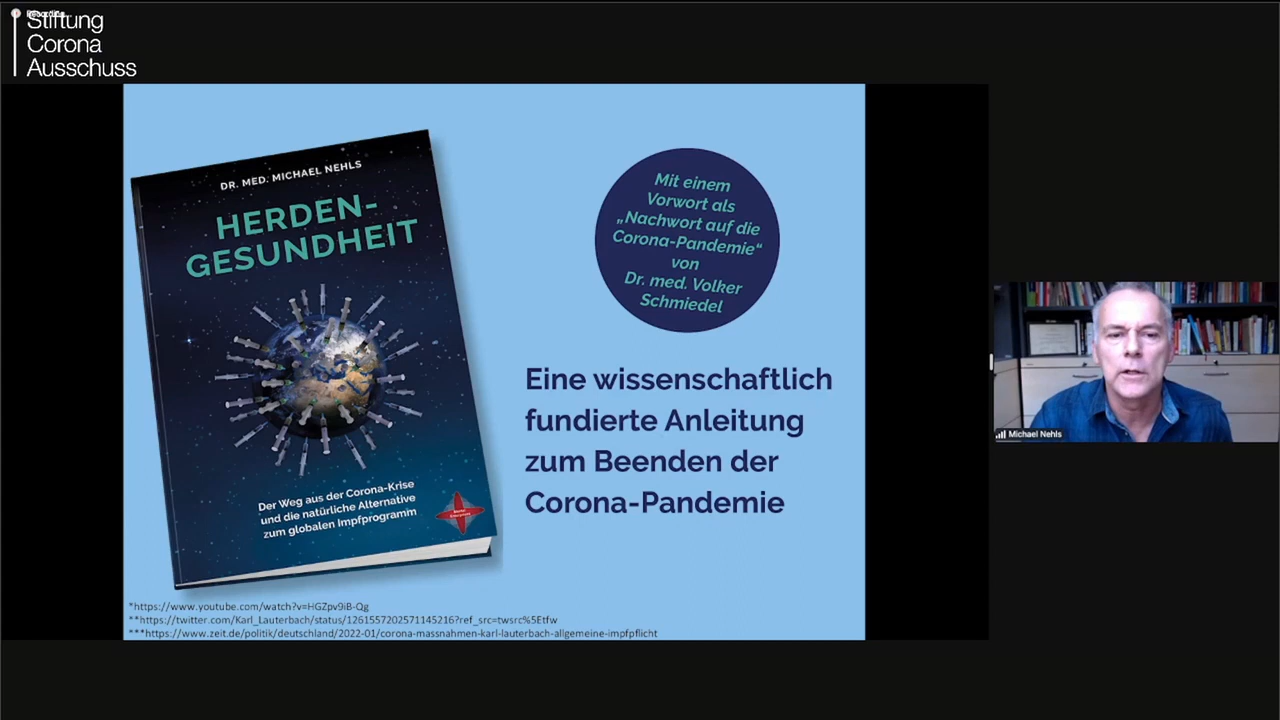 Stiftung
Corona
Ausschuss
DR. MED. MICHAEL NEHLS
HERDEN-
GESUNDHEIT
Der Weg aus der Corona-Krise
und die natürliche Alternative
zum globalen Impfprogramm
Mit einem
Vorwort als
„Nachwort auf die
Corona-Pandemie“
von
Dr. med. Volker
Schmiedel
Eine wissenschaftlich
fundierte Anleitung
zum Beenden der
Corona-Pandemie
*https://www.youtube.com/watch?v=HGZpv9iB-Qg
**https://twitter.com/Karl_Lauterbach/status/1261557202571145216?ref_src=twsrc%5Etfw
***https://www.zeit.de/politik/deutschland/2022-01/corona-massnahmen-karl-lauterbach-allgemeine-impfpflicht
Michael Nehls